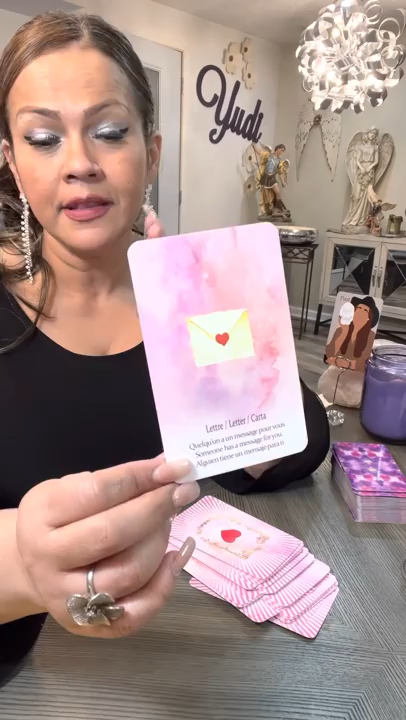 Yudi
Lettre / Letter / Carta
Quelqu'un a un message pour vous.
Someone has a message for you.
Alguien tiene un mensaje para ti